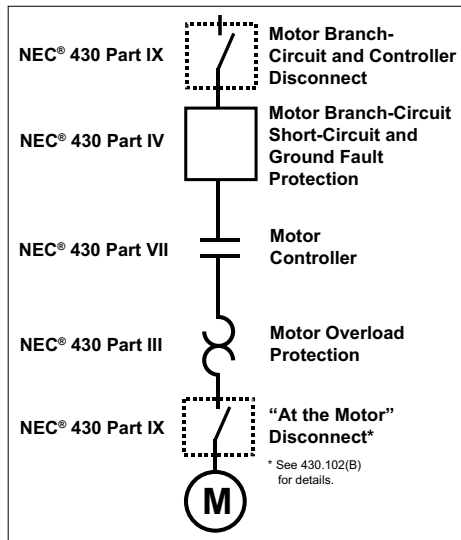 NEC® 430 Part IX
Motor Branch-
Circuit and Controller
Disconnect
NEC® 430 Part IV
Motor Branch-Circuit
Short-Circuit and
Ground Fault
Protection
NEC® 430 Part VII
Motor
Controller
NEC® 430 Part III
Motor Overload
Protection
NEC® 430 Part IX
“At the Motor”
Disconnect*
* See 430.102(B)
for details.
M